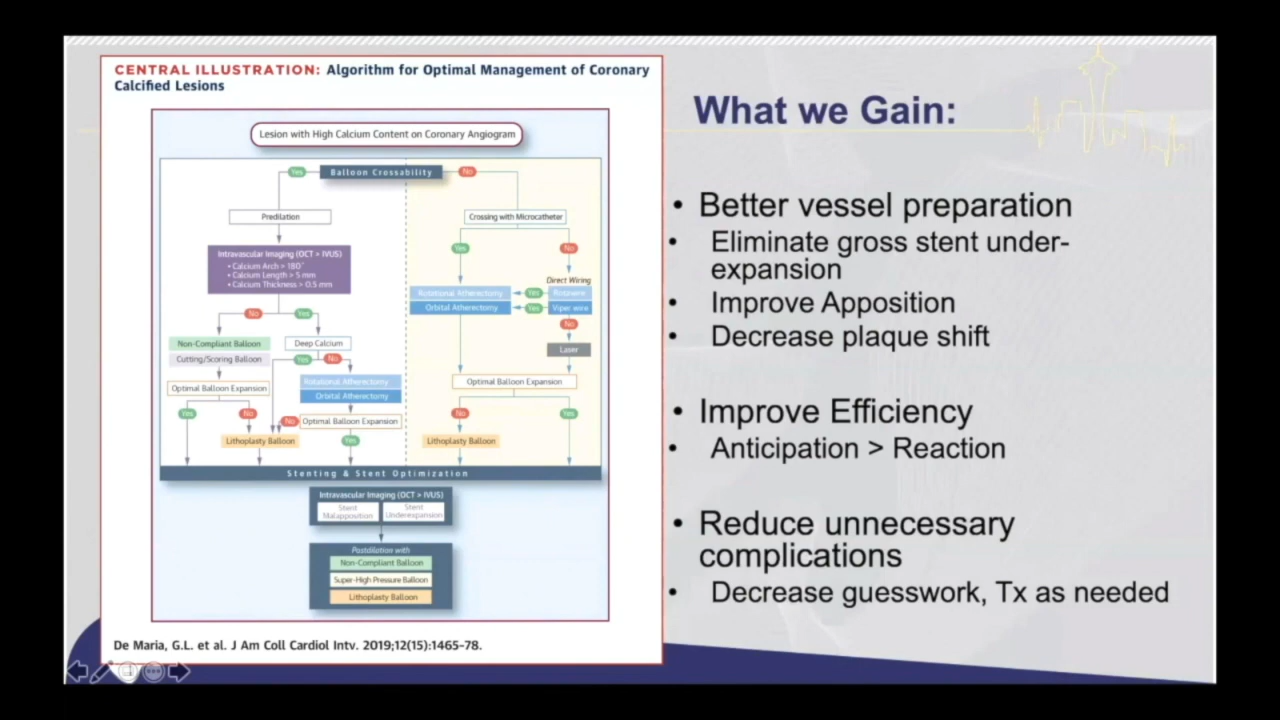 CENTRAL ILLUSTRATION: Algorithm for Optimal Management of Coronary
Calcified Lesions
Lesion with High Calcium Content on Coronary Angiogram
Yes
Balloon Crossability
No
Predilation
Crossing with Microcatheter
Intravascular Imaging (OCT > IVUS)
• Calcium Arch > 180°
• Calcium Length > 5 mm
• Calcium Thickness > 0.5 mm
Yes
No
Direct Wiring
Rotational Atherectomy
Yes
Rotawire
Orbital Atherectomy
Yes
Viper wire
No
Yes
No
Laser
Non-Compliant Balloon
Deep Calcium
Cutting/Scoring Balloon
Yes
No
Rotational Atherectomy
Orbital Atherectomy
Optimal Balloon Expansion
Optimal Balloon Expansion
Yes
No
No
Optimal Balloon Expansion
No
Yes
Lithoplasty Balloon
Yes
Lithoplasty Balloon
Stenting & Stent Optimization
Intravascular Imaging (OCT > IVUS)
Stent
Malapposition
Stent
Underexpansion
Postdilation with
Non-Compliant Balloon
Super-High Pressure Balloon
Lithoplasty Balloon
De Maria, G.L. et al. J Am Coll Cardiol Intv. 2019;12(15):1465-78.
What we Gain:
• Better vessel preparation
• Eliminate gross stent under-
expansion
• Improve Apposition
• Decrease plaque shift
• Improve Efficiency
• Anticipation > Reaction
• Reduce unnecessary
complications
• Decrease guesswork, Tx as needed